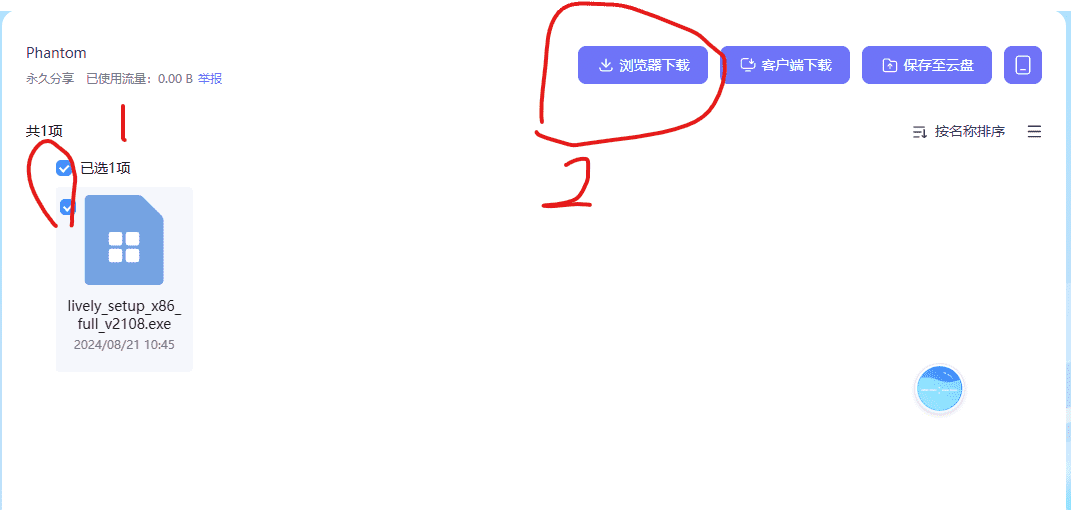 Phantom
永久分享 已使用流量：0.00 B 举报
浏览器下载
客户端下载
保存至云盘
1
共1项
按名称排序
已选1项
2
lively_setup_x86_
full_v2108.exe
2024/08/21 10:45